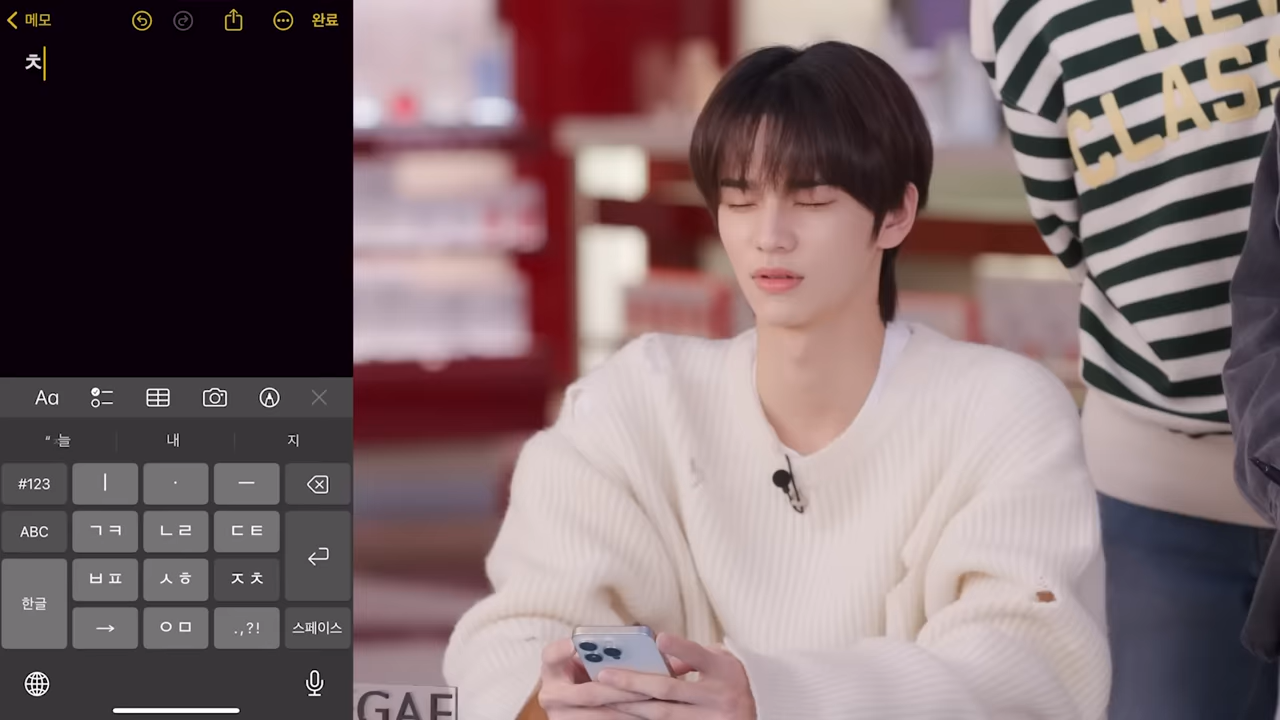 메모
완료
ㅊ
Aa
“ 늘 내 지
#123 ㅣ · ㅡ
ABC ㄱㅋ ㄴㄹ ㄷㅌ
한글 ㅂㅍ ㅅㅎ ㅈㅊ
→ ㅇㅁ .,?! 스페이스
NEW
CLASS
GAF